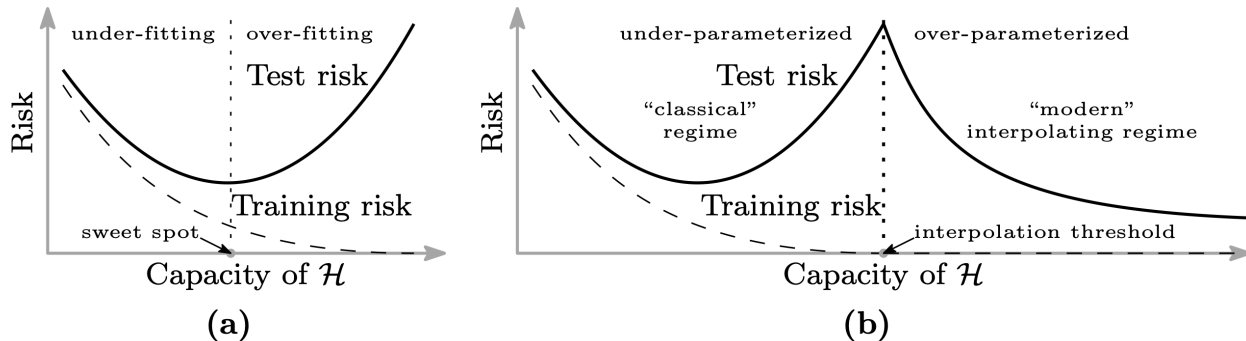 under-fitting
over-fitting
Test risk
Risk
Training risk
sweet spot
Capacity of ℋ
(a)
under-parameterized
over-parameterized
Test risk
“classical”
regime
“modern”
interpolating regime
Risk
Training risk
interpolation threshold
Capacity of ℋ
(b)